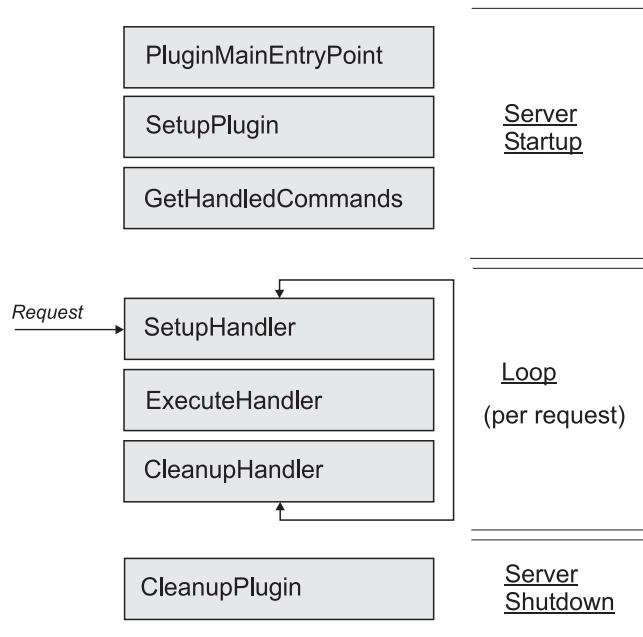 PluginMainEntryPoint
SetupPlugin
GetHandledCommands
Server
Startup
Request
SetupHandler
ExecuteHandler
CleanupHandler
Loop
(per request)
CleanupPlugin
Server
Shutdown